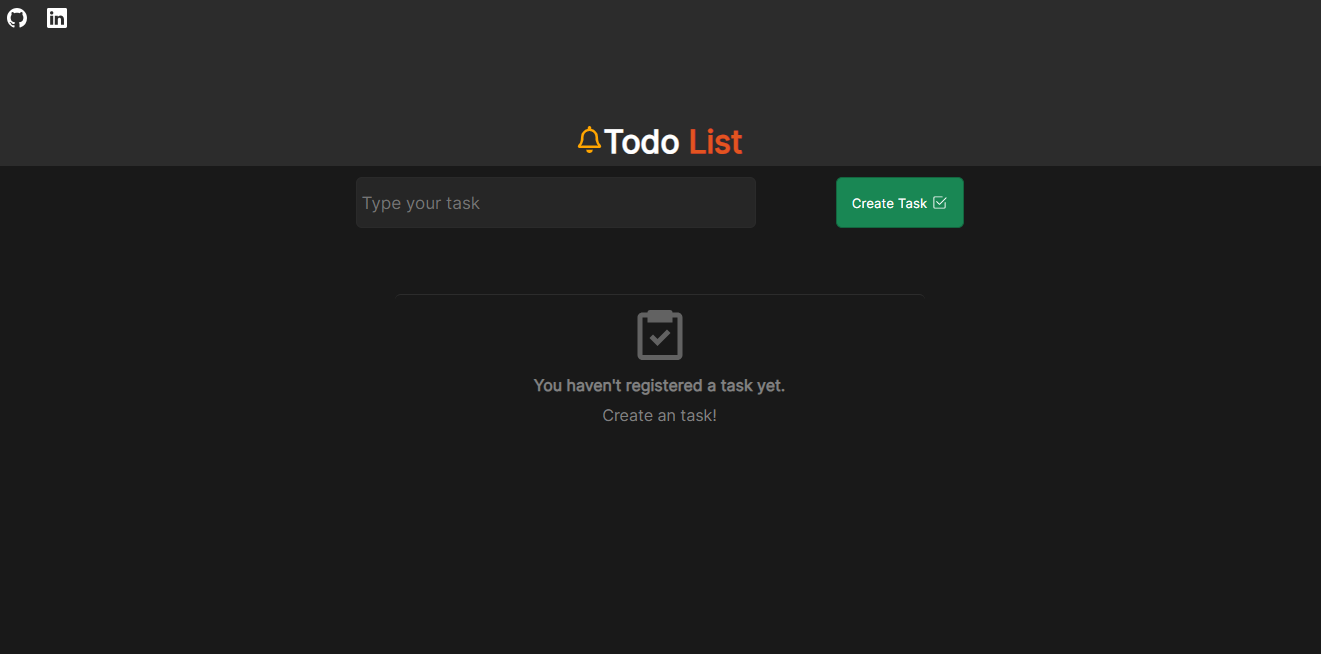 Todo List
Type your task
Create Task
You haven't registered a task yet.
Create an task!